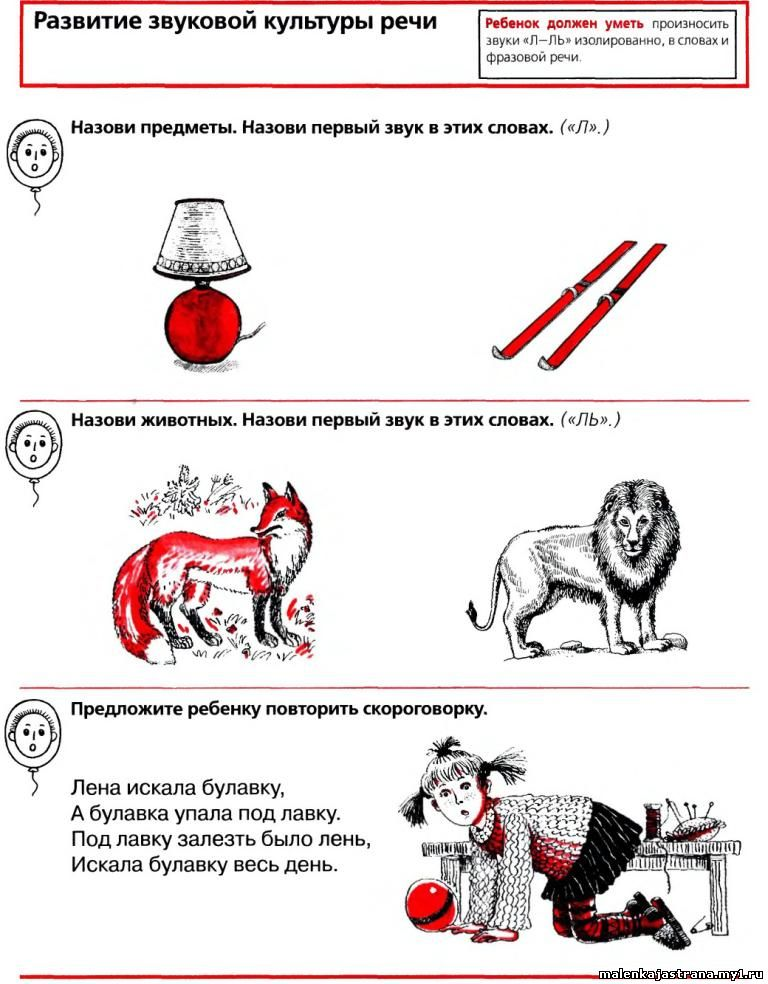 Развитие звуковой культуры речи
Ребенок должен уметь произносить
звуки «Л–ЛЬ» изолированно, в словах и
фразовой речи.
Назови предметы. Назови первый звук в этих словах. («Л».)
Назови животных. Назови первый звук в этих словах. («ЛЬ».)
Предложите ребенку повторить скороговорку.
Лена искала булавку,
А булавка упала под лавку.
Под лавку залезть было лень,
Искала булавку весь день.
malenkajastrana.my1.ru